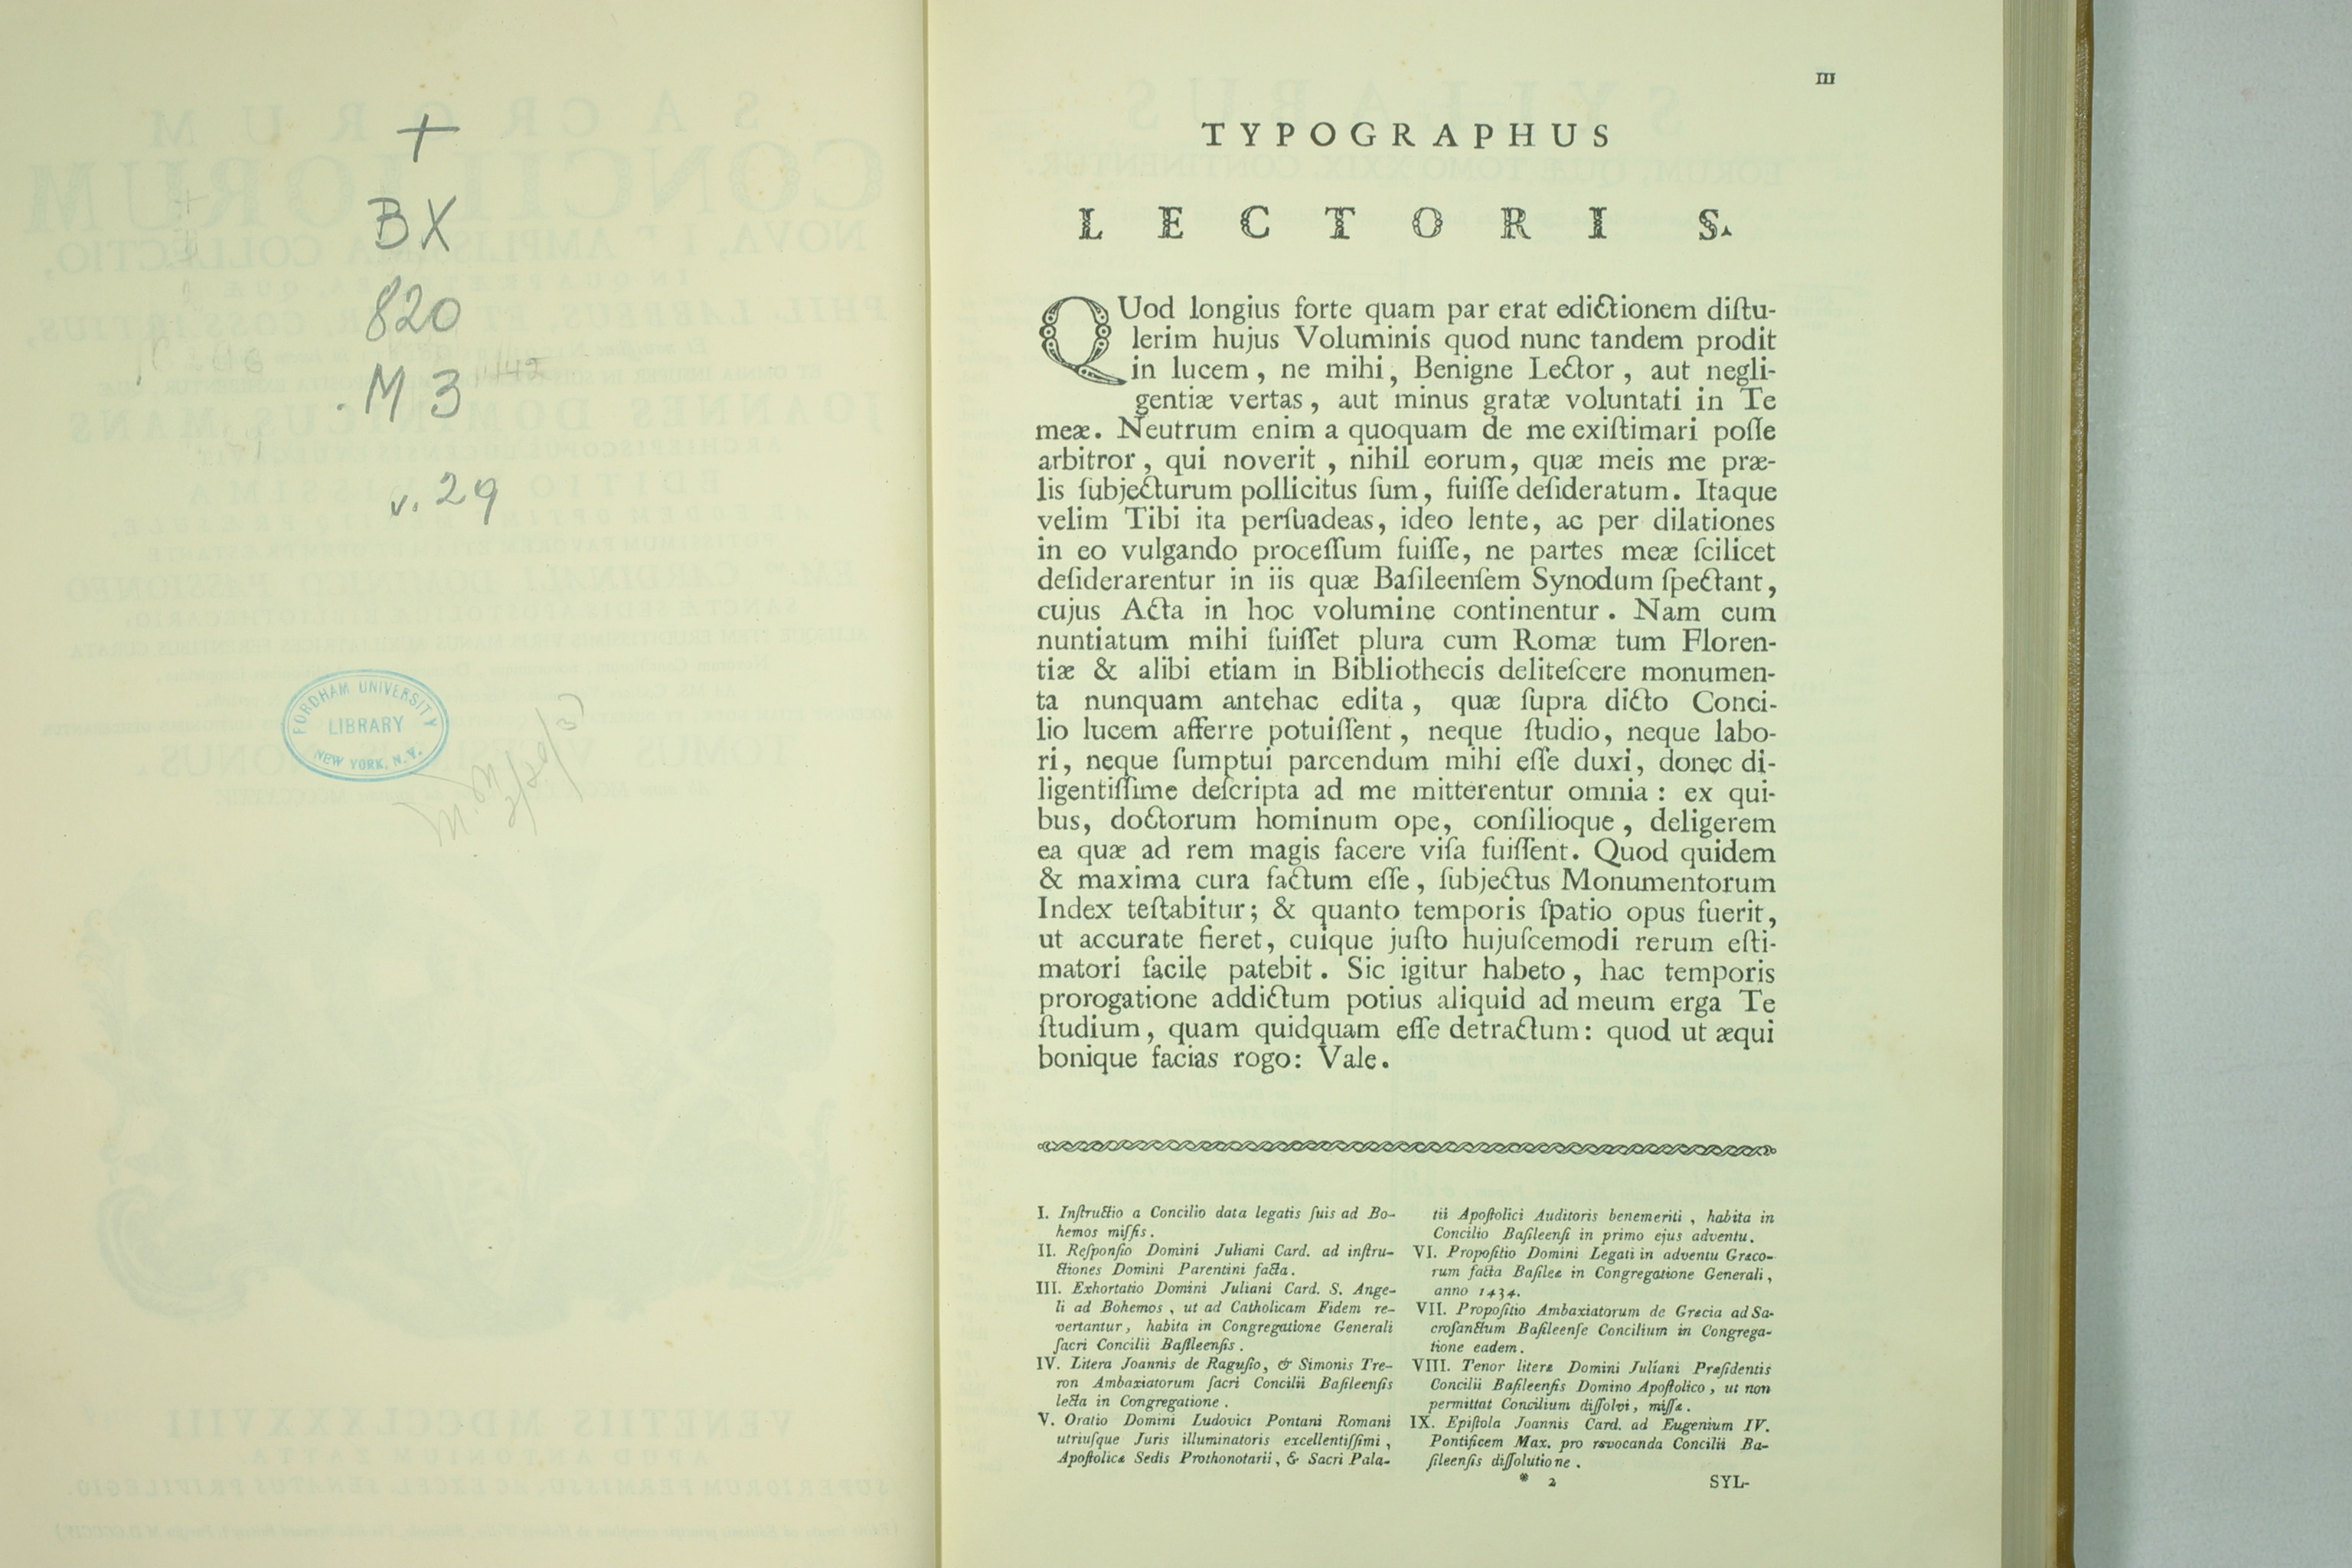 +
BX
820
M 3
v. 29
FORDHAM UNIVERSITY
LIBRARY
NEW YORK, N.Y.
III
TYPOGRAPHUS
LECTORI S.
QUod longius forte quam par erat edictionem diſtu-
lerim hujus Voluminis quod nunc tandem prodit
in lucem, ne mihi, Benigne Lector, aut negli-
gentiæ vertas, aut minus gratæ voluntati in Te
meæ. Neutrum enim a quoquam de me exiſtimari poſſe
arbitror, qui noverit, nihil eorum, quæ meis me præ-
lis ſubjecturum pollicitus ſum, fuiſſe deſideratum. Itaque
velim Tibi ita perſuadeas, ideo lente, ac per dilationes
in eo vulgando proceſſum fuiſſe, ne partes meæ ſcilicet
deſiderarentur in iis quæ Baſileenſem Synodum ſpectant,
cujus Acta in hoc volumine continentur. Nam cum
nuntiatum mihi fuiſſet plura cum Romæ tum Floren-
tiæ & alibi etiam in Bibliothecis deliteſcere monumen-
ta nunquam antehac edita, quæ ſupra dicto Conci-
lio lucem afferre potuiſſent, neque ſtudio, neque labo-
ri, neque ſumptui parcendum mihi eſſe duxi, donec di-
ligentiſſime deſcripta ad me mitterentur omnia: ex qui-
bus, doctorum hominum ope, conſilioque, deligerem
ea quæ ad rem magis facere viſa fuiſſent. Quod quidem
& maxima cura factum eſſe, ſubjectus Monumentorum
Index teſtabitur; & quanto temporis ſpatio opus fuerit,
ut accurate fieret, cuique juſto hujuſcemodi rerum eſti-
matori facile patebit. Sic igitur habeto, hac temporis
prorogatione addictum potius aliquid ad meum erga Te
ſtudium, quam quidquam eſſe detractum: quod ut æqui
bonique facias rogo: Vale.
I. Inſtructio a Concilio data legatis ſuis ad Bo-
hemos miſſis.
II. Reſponſio Domini Juliani Card. ad inſtru-
ctiones Domini Parentini facta.
III. Exhortatio Domini Juliani Card. S. Ange-
li ad Bohemos, ut ad Catholicam Fidem re-
vertantur, habita in Congregatione Generali
ſacri Concilii Baſileenſis.
IV. Litera Joannis de Raguſio, & Simonis Tre-
ron Ambaxiatorum ſacri Concilii Baſileenſis
lecta in Congregatione.
V. Oratio Domini Ludovici Pontani Romani
utriuſque Juris illuminatoris excellentiſſimi,
Apoſtolicæ Sedis Prothonotarii, & Sacri Pala-
tii Apoſtolici Auditoris benemeriti, habita in
Concilio Baſileenſi in primo ejus adventu.
VI. Propoſitio Domini Legati in adventu Græco-
rum facta Baſileæ in Congregatione Generali,
anno 1434.
VII. Propoſitio Ambaxiatorum de Græcia ad Sa-
croſanctum Baſileenſe Concilium in Congrega-
tione eadem.
VIII. Tenor literæ Domini Juliani Præſidentis
Concilii Baſileenſis Domino Apoſtolico, ut non
permittat Concilium diſſolvi, miſſæ.
IX. Epiſtola Joannis Card. ad Eugenium IV.
Pontificem Max. pro revocanda Concilii Ba-
ſileenſis diſſolutione.
* 2 SYL-